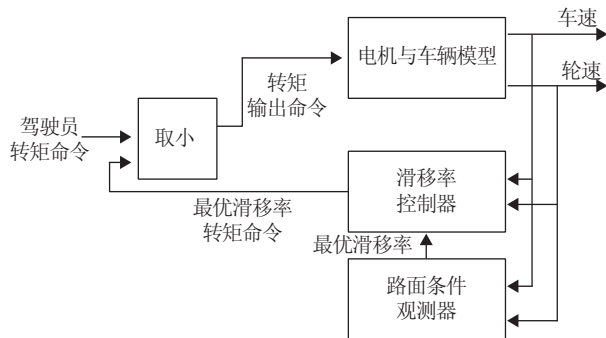 车速
电机与车辆模型
轮速
转矩
输出命令
驾驶员
转矩命令
取小
滑移率
控制器
最优滑移率
转矩命令
最优滑移率
路面条件
观测器